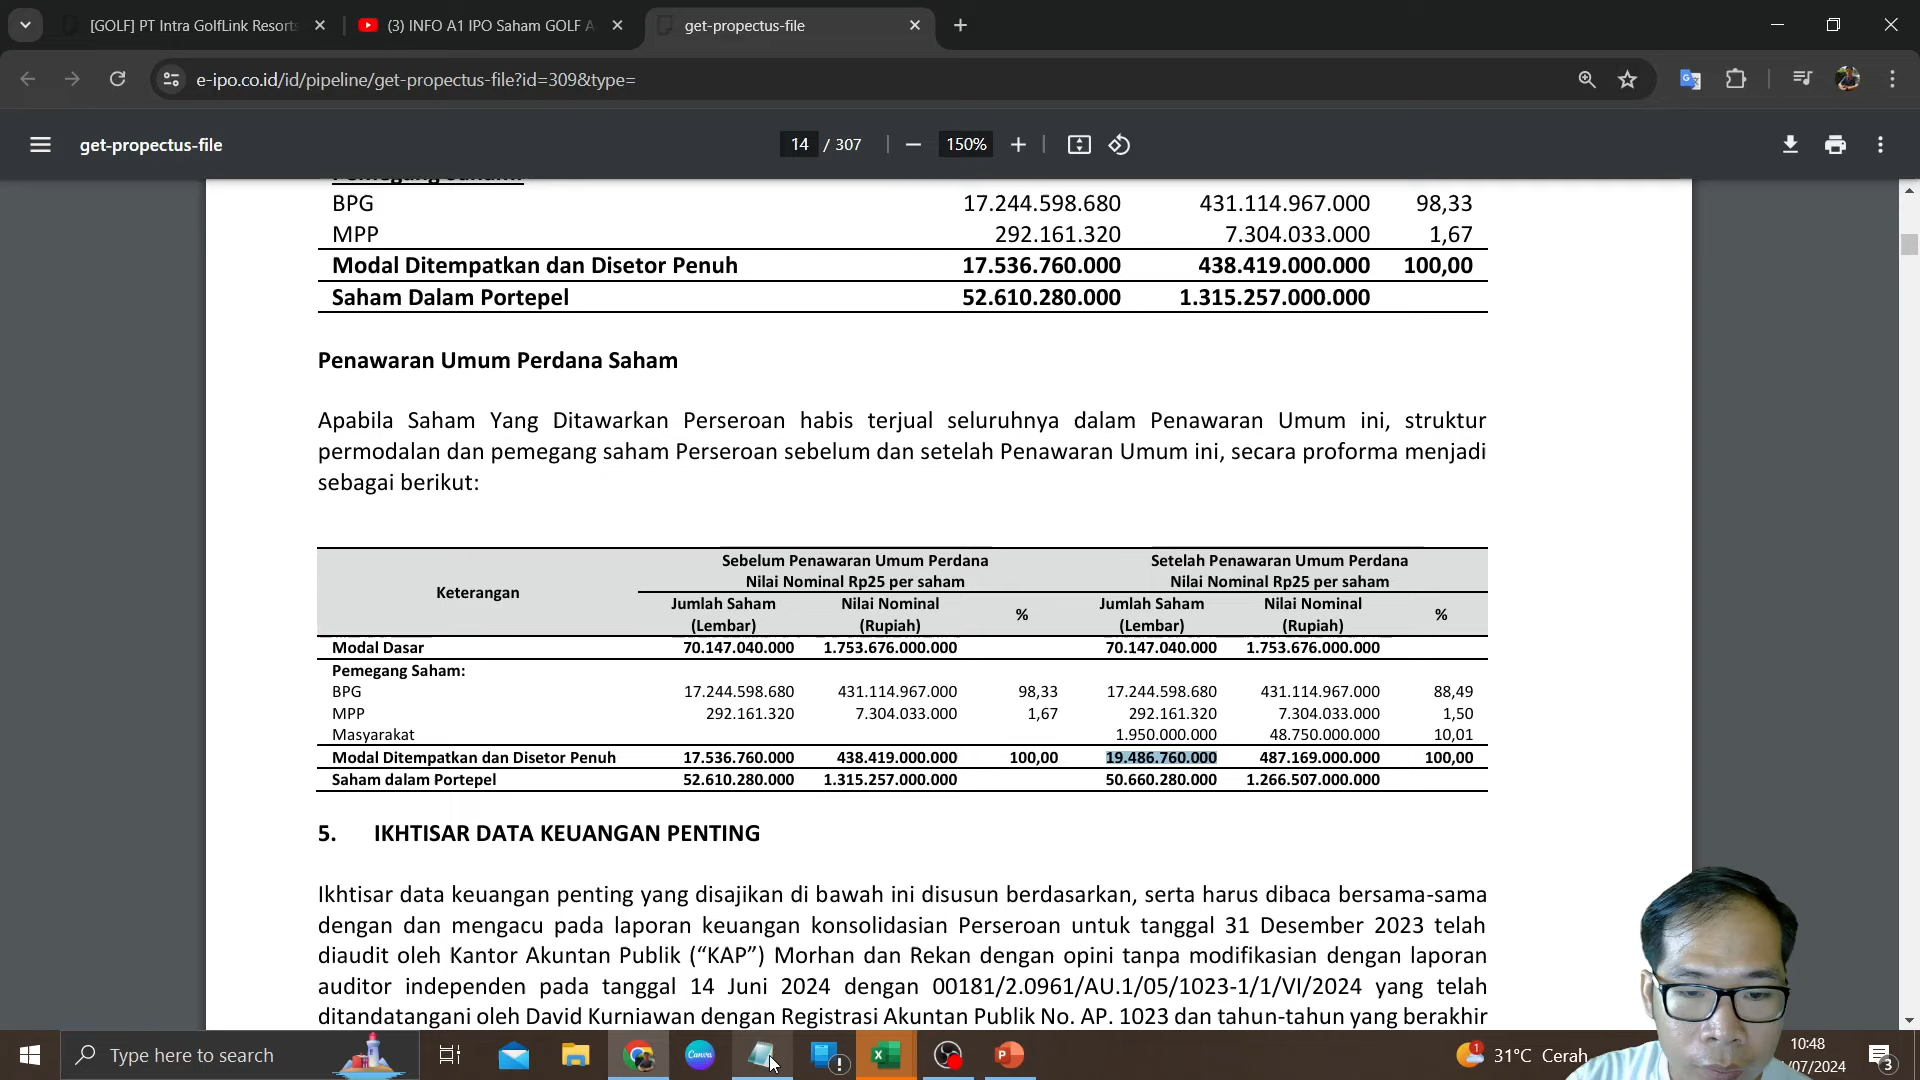 [GOLF] PT Intra GolfLink Resorts
(3) INFO A1 IPO Saham GOLF A
get-propectus-file
e-ipo.co.id/id/pipeline/get-propectus-file?id=309&type=
get-propectus-file
14 / 307
150%
BPG 17.244.598.680 431.114.967.000 98,33
MPP 292.161.320 7.304.033.000 1,67
Modal Ditempatkan dan Disetor Penuh 17.536.760.000 438.419.000.000 100,00
Saham Dalam Portepel 52.610.280.000 1.315.257.000.000
Penawaran Umum Perdana Saham
Apabila Saham Yang Ditawarkan Perseroan habis terjual seluruhnya dalam Penawaran Umum ini, struktur
permodalan dan pemegang saham Perseroan sebelum dan setelah Penawaran Umum ini, secara proforma menjadi
sebagai berikut:
Keterangan
Sebelum Penawaran Umum Perdana
Nilai Nominal Rp25 per saham
Setelah Penawaran Umum Perdana
Nilai Nominal Rp25 per saham
Jumlah Saham
(Lembar)
Nilai Nominal
(Rupiah)
%
Jumlah Saham
(Lembar)
Nilai Nominal
(Rupiah)
%
Modal Dasar 70.147.040.000 1.753.676.000.000 70.147.040.000 1.753.676.000.000
Pemegang Saham:
BPG 17.244.598.680 431.114.967.000 98,33 17.244.598.680 431.114.967.000 88,49
MPP 292.161.320 7.304.033.000 1,67 292.161.320 7.304.033.000 1,50
Masyarakat 1.950.000.000 48.750.000.000 10,01
Modal Ditempatkan dan Disetor Penuh 17.536.760.000 438.419.000.000 100,00 19.486.760.000 487.169.000.000 100,00
Saham dalam Portepel 52.610.280.000 1.315.257.000.000 50.660.280.000 1.266.507.000.000
5. IKHTISAR DATA KEUANGAN PENTING
Ikhtisar data keuangan penting yang disajikan di bawah ini disusun berdasarkan, serta harus dibaca bersama-sama
dengan dan mengacu pada laporan keuangan konsolidasian Perseroan untuk tanggal 31 Desember 2023 telah
diaudit oleh Kantor Akuntan Publik (“KAP”) Morhan dan Rekan dengan opini tanpa modifikasian dengan laporan
auditor independen pada tanggal 14 Juni 2024 dengan 00181/2.0961/AU.1/05/1023-1/1/VI/2024 yang telah
ditandatangani oleh David Kurniawan dengan Registrasi Akuntan Publik No. AP. 1023 dan tahun-tahun yang berakhir
Type here to search
Canva
1
31°C Cerah
10:48
/07/2024
3